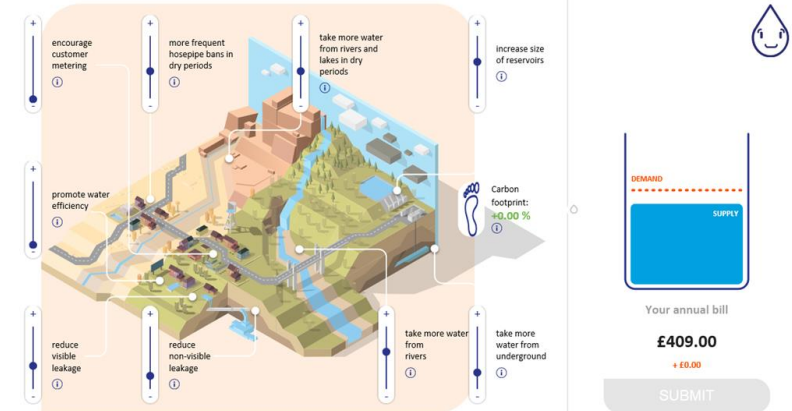 encourage
customer
metering
more frequent
hosepipe bans in
dry periods
take more water
from rivers and
lakes in dry
periods
increase size
of reservoirs
promote water
efficiency
Carbon
footprint:
+0.00 %
reduce
visible
leakage
reduce
non-visible
leakage
take more water
from
rivers
take more
water from
underground
DEMAND
SUPPLY
Your annual bill
£409.00
+ £0.00
SUBMIT